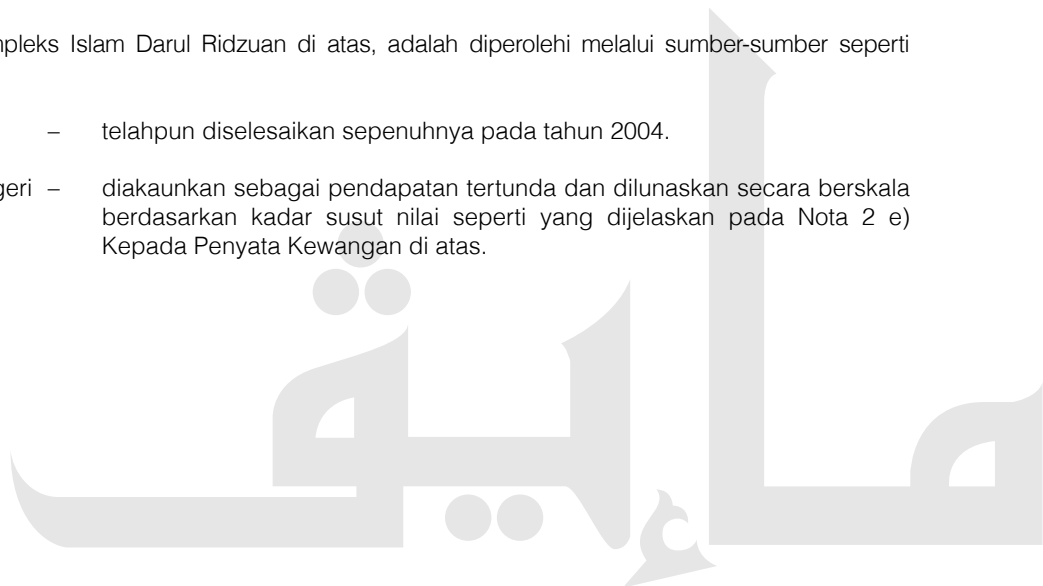 mpleks Islam Darul Ridzuan di atas, adalah diperolehi melalui sumber-sumber seperti
– telahpun diselesaikan sepenuhnya pada tahun 2004.
geri – diakaunkan sebagai pendapatan tertunda dan dilunaskan secara berskala
berdasarkan kadar susut nilai seperti yang dijelaskan pada Nota 2 e)
Kepada Penyata Kewangan di atas.